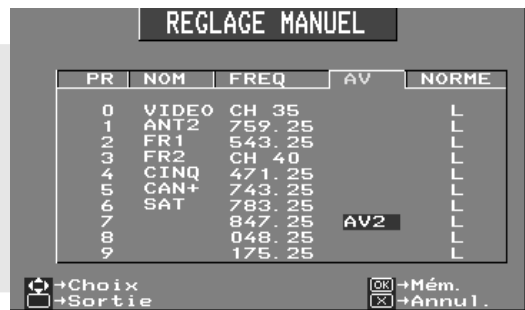 REGLAGE MANUEL
PR NOM FREQ AV NORME
0 VIDEO CH 35 L
1 ANT2 759.25 L
2 FR1 543.25 L
3 FR2 CH 40 L
4 CINQ 471.25 L
5 CAN+ 743.25 L
6 SAT 783.25 L
7 847.25 AV2 L
8 048.25 L
9 175.25 L
→Choix OK→Mém.
→Sortie X→Annul.